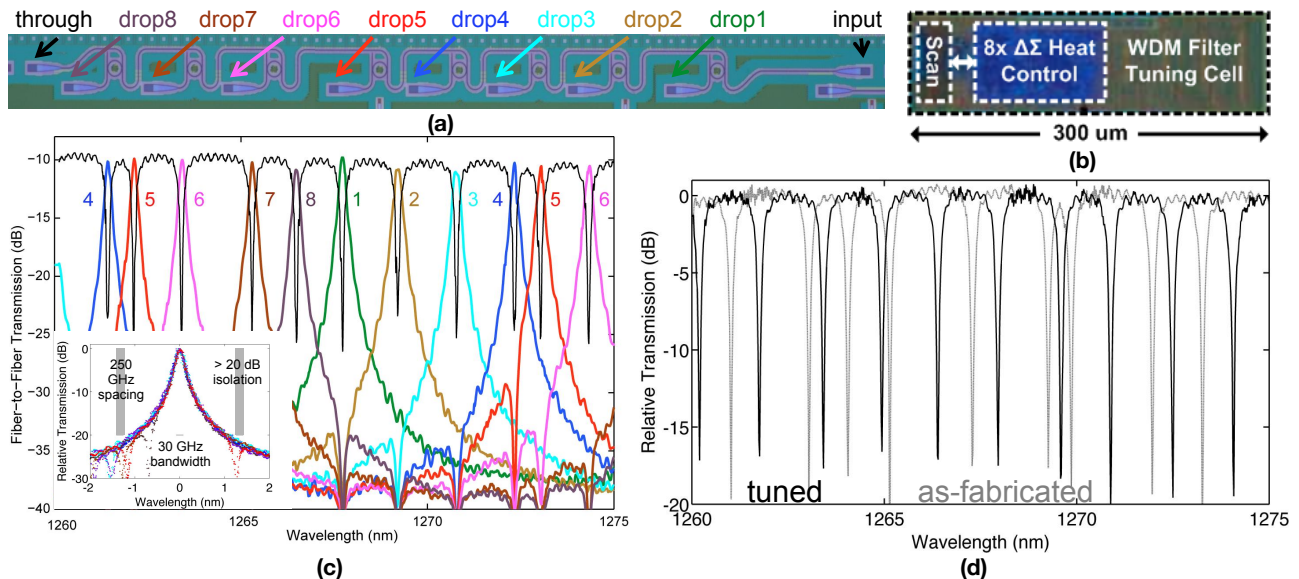 through drop8 drop7 drop6 drop5 drop4 drop3 drop2 drop1 input
(a)
Scan
8x ΔΣ Heat
Control
WDM Filter
Tuning Cell
300 um
(b)
Fiber-to-Fiber Transmission (dB)
−10
−15
−20
−25
−30
−35
−40
4 5 6 7 8 1 2 3 4 5 6
1260 1265 1270 1275
Wavelength (nm)
Relative Transmission (dB)
0
−10
−20
−30
250
GHz
spacing
> 20 dB
isolation
30 GHz
bandwidth
−2 −1 0 1 2
Wavelength (nm)
(c)
Relative Transmission (dB)
0
−5
−10
−15
−20
tuned as-fabricated
1260 1265 1270 1275
Wavelength (nm)
(d)